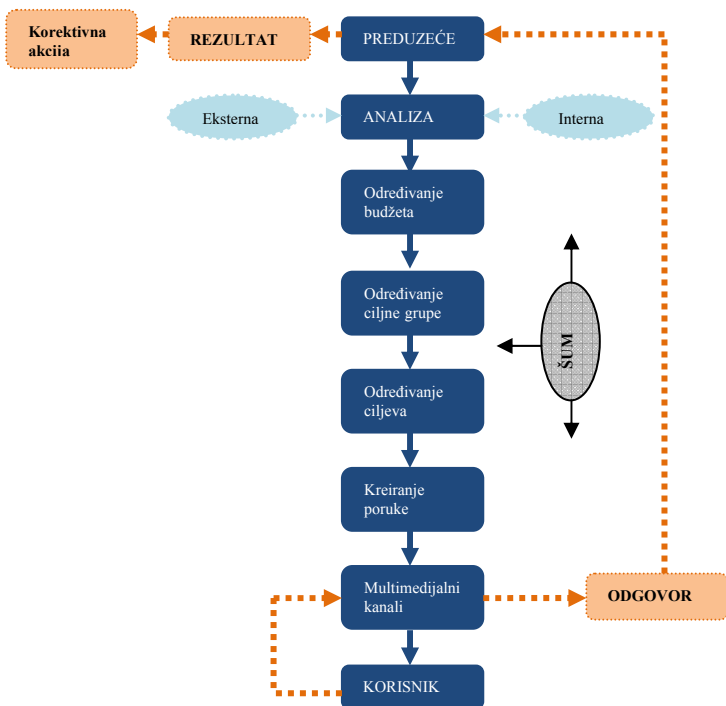 Korektivna
akciia
REZULTAT
PREDUZEĆE
Eksterna
ANALIZA
Interna
Određivanje
budžeta
Određivanje
ciljne grupe
ŠUM
Određivanje
ciljeva
Kreiranje
poruke
Multimedijalni
kanali
ODGOVOR
KORISNIK